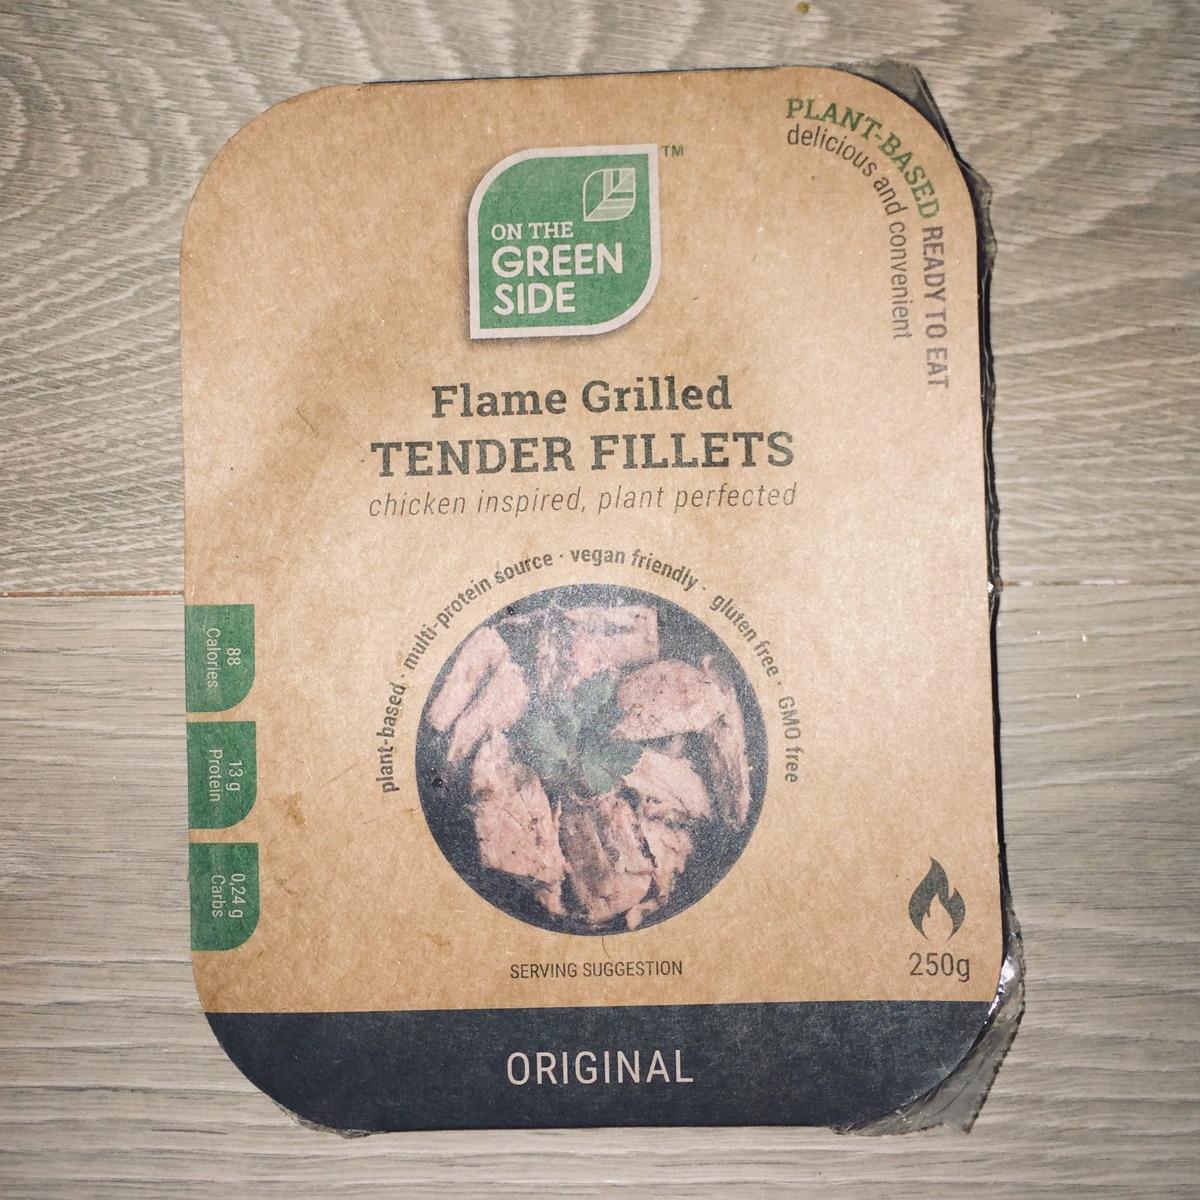 PLANT-BASED READY TO EAT
delicious and convenient
TM
ON THE
GREEN
SIDE
Flame Grilled
TENDER FILLETS
chicken inspired, plant perfected
plant-based · multi-protein source · vegan friendly · gluten free · GMO free
88
Calories
13 g
Protein
0,24 g
Carbs
SERVING SUGGESTION
250g
ORIGINAL